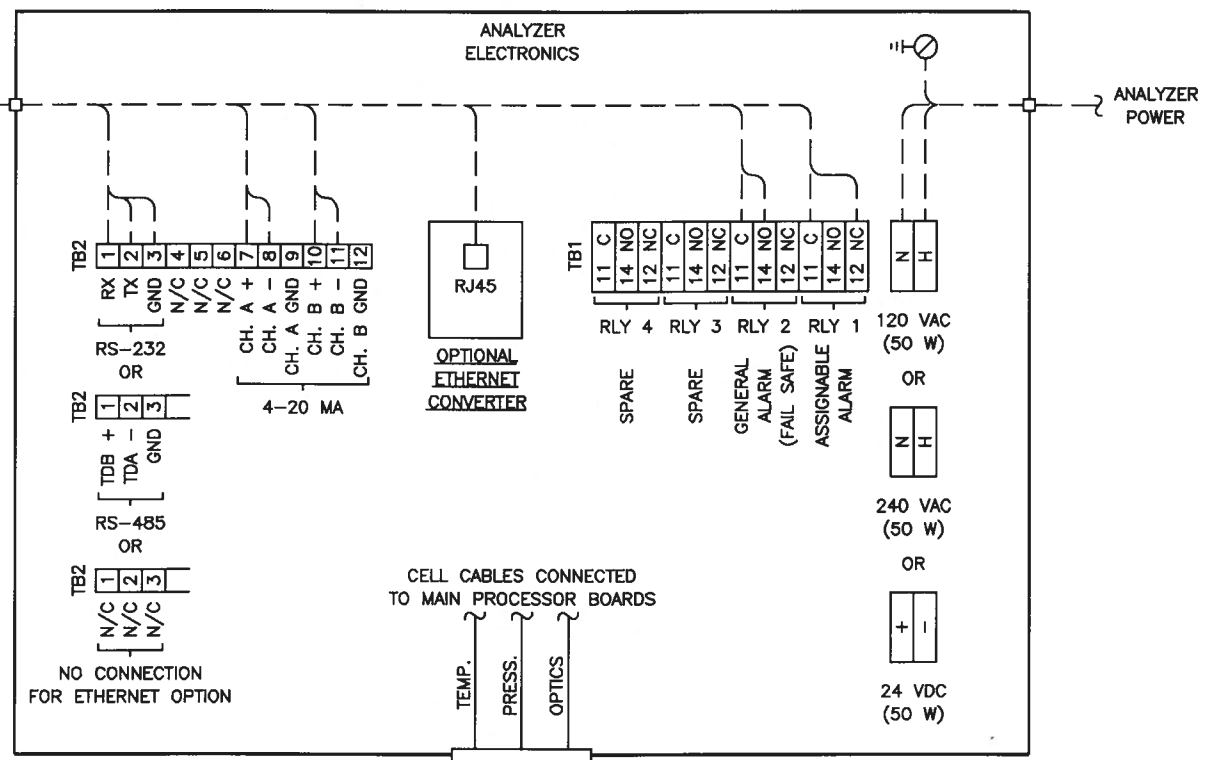 ANALYZER
ELECTRONICS
ANALYZER
POWER
TB2
1 2 3 4 5 6 7 8 9 10 11 12
RX
TX
GND
N/C
N/C
N/C
CH. A +
CH. A -
CH. A GND
CH. B +
CH. B -
CH. B GND
RS-232
OR
4-20 MA
TB2
1 2 3
TDB +
TDA -
GND
RS-485
OR
TB2
1 2 3
N/C
N/C
N/C
NO CONNECTION
FOR ETHERNET OPTION
RJ45
OPTIONAL
ETHERNET
CONVERTER
TB1
11 C
14 NO
12 NC
11 C
14 NO
12 NC
11 C
14 NO
12 NC
11 C
14 NO
12 NC
RLY 4 RLY 3 RLY 2 RLY 1
SPARE
SPARE
GENERAL
ALARM
(FAIL SAFE)
ASSIGNABLE
ALARM
N H
120 VAC
(50 W)
OR
N H
240 VAC
(50 W)
OR
+ -
24 VDC
(50 W)
CELL CABLES CONNECTED
TO MAIN PROCESSOR BOARDS
TEMP.
PRESS.
OPTICS